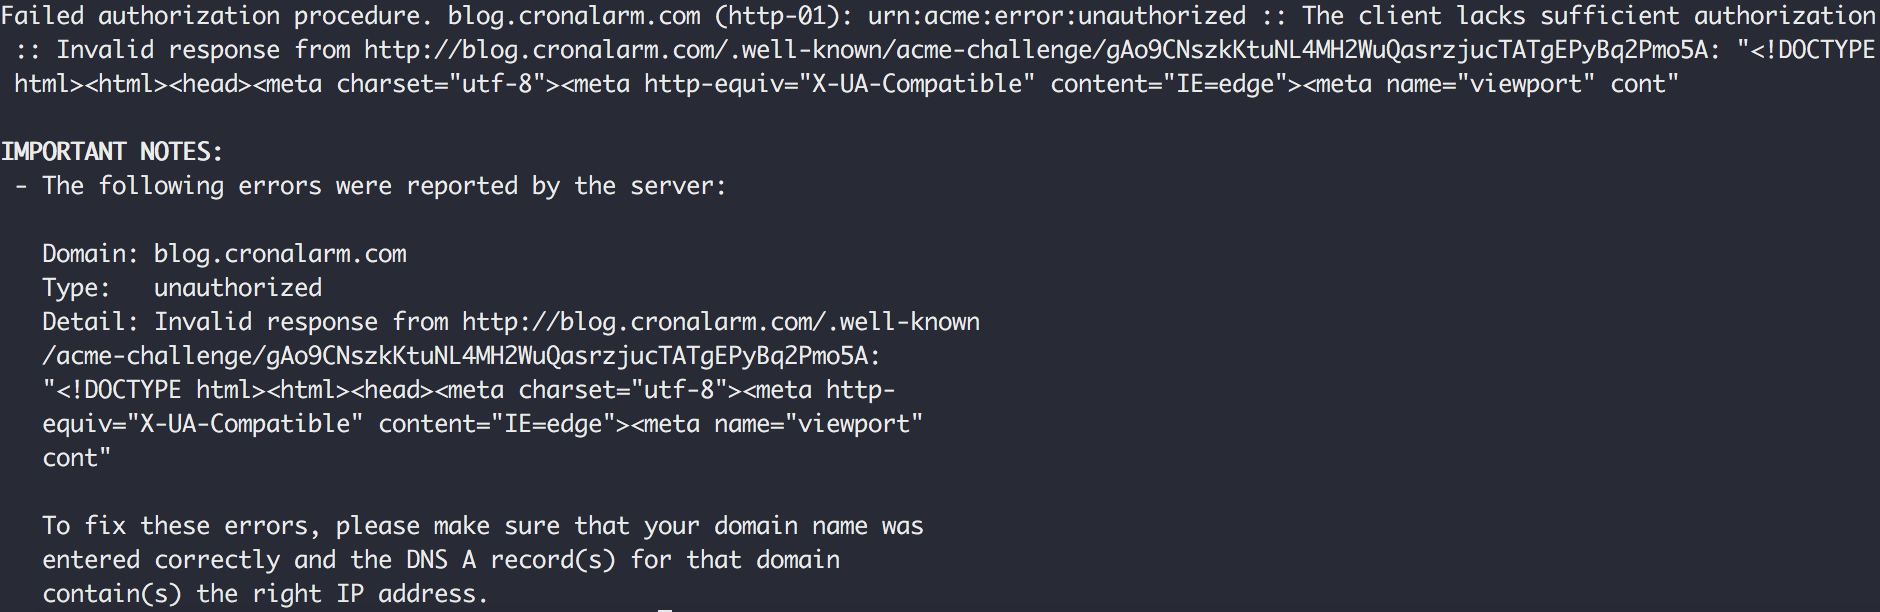 Failed authorization procedure. blog.cronalarm.com (http-01): urn:acme:error:unauthorized :: The client lacks sufficient authorization
:: Invalid response from http://blog.cronalarm.com/.well-known/acme-challenge/gAo9CNszkKtuNL4MH2WuQasrzjucTATgEPyBq2Pmo5A: "<!DOCTYPE
html><html><head><meta charset="utf-8"><meta http-equiv="X-UA-Compatible" content="IE=edge"><meta name="viewport" cont"
IMPORTANT NOTES:
- The following errors were reported by the server:
Domain: blog.cronalarm.com
Type:   unauthorized
Detail: Invalid response from http://blog.cronalarm.com/.well-known
/acme-challenge/gAo9CNszkKtuNL4MH2WuQasrzjucTATgEPyBq2Pmo5A:
"<!DOCTYPE html><html><head><meta charset="utf-8"><meta http-
equiv="X-UA-Compatible" content="IE=edge"><meta name="viewport"
cont"
To fix these errors, please make sure that your domain name was
entered correctly and the DNS A record(s) for that domain
contain(s) the right IP address.